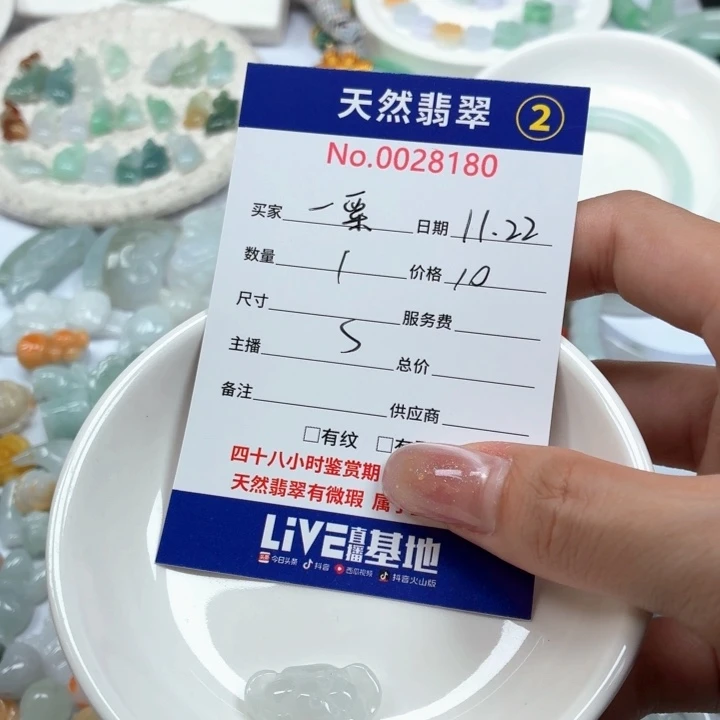 天然翡翠 2
No.0028180
买家 一栗 日期 11.22
数量 1 价格 10
尺寸 服务费
主播 S 总价
备注 供应商
□有纹 □有
四十八小时鉴赏期
天然翡翠有微瑕 属于
LiVE直播基地
今日头条 抖音 西瓜视频 抖音火山版